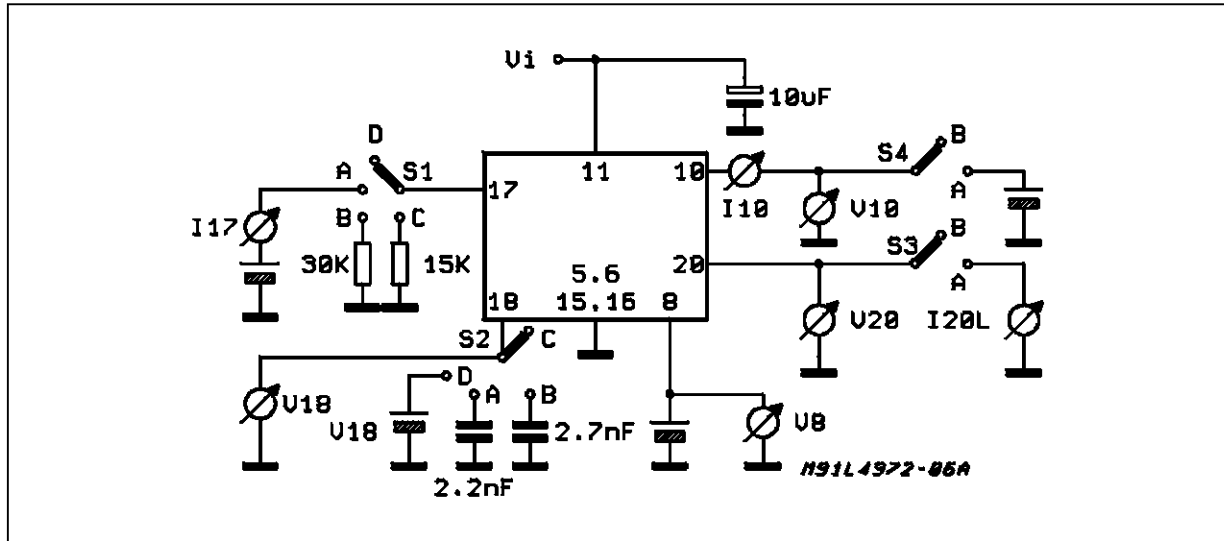 Vi
10uF
D
A
S1
17
11
10
S4
B
A
I10
V10
I17
B
C
30K
15K
5.6
15.16
18
8
20
S3
B
A
V20
I20L
S2
C
D
A
B
V18
V18
2.7nF
2.2nF
V8
M91L4972-06A